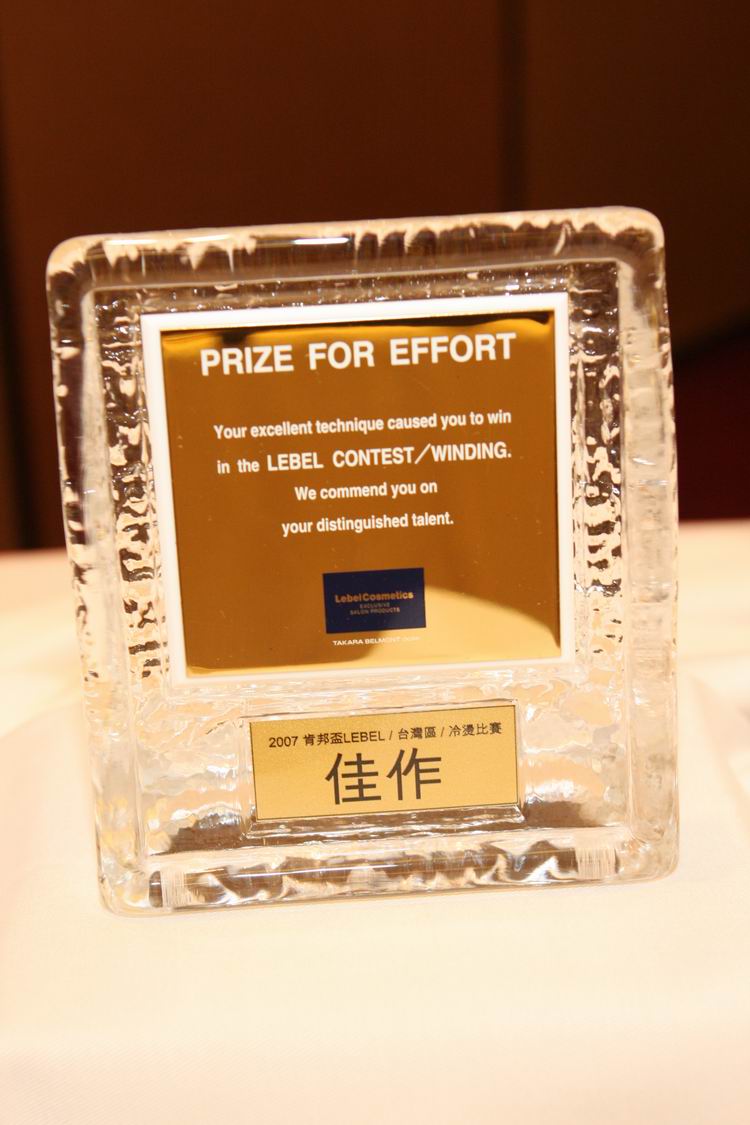 PRIZE FOR EFFORT
Your excellent technique caused you to win
in the LEBEL CONTEST／WINDING.
We commend you on
your distinguished talent.
LebelCosmetics
EXCLUSIVE
SALON PRODUCTS
TAKARA BELMONT CORP.
2007 肯邦盃LEBEL / 台灣區 / 冷燙比賽
佳作